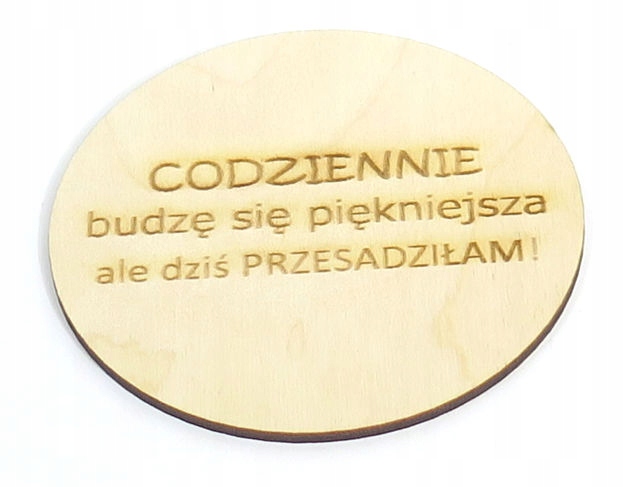 CODZIENNIE
budzę się piękniejsza
ale dziś PRZESADZIŁAM!